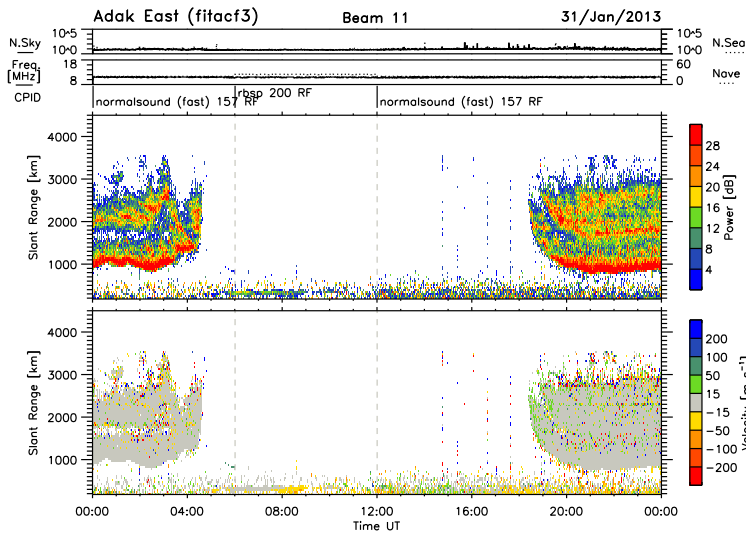 Adak East (fitacf3) Beam 11 31/Jan/2013
N.Sky 10^5 10^0 10^5 10^0 N.Sea
Freq. [MHz] 18 8 60 0 Nave
CPID normalsound (fast) 157 RF rbsp 200 RF normalsound (fast) 157 RF
Slant Range [km] 4000 3000 2000 1000
28 24 20 16 12 8 4 Power [dB]
Slant Range [km] 4000 3000 2000 1000
200 100 50 15 -15 -50 -100 -200 Velocity [m s^-1]
00:00 04:00 08:00 12:00 16:00 20:00 00:00
Time UT